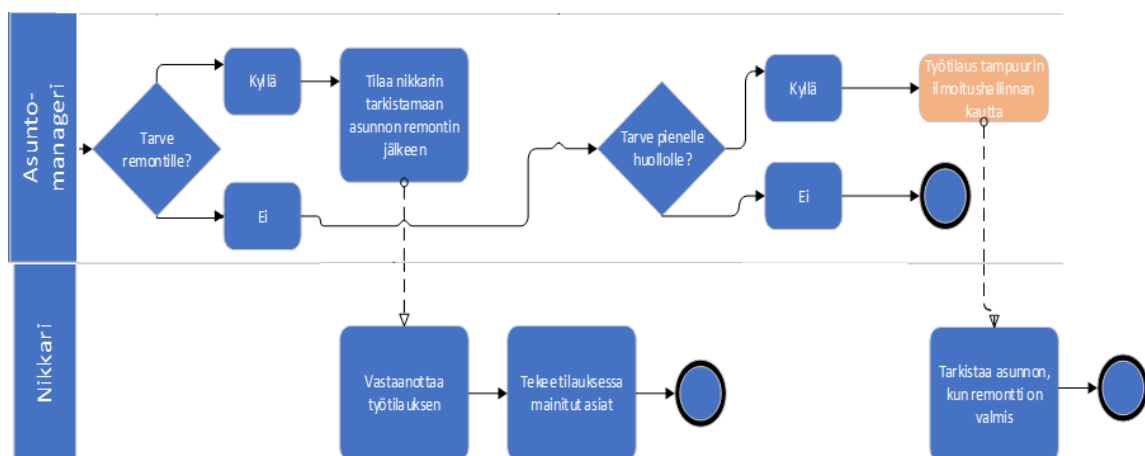 Asunto-
manageri
Tarve
remontille?
Kyllä
Tilaa nikkarin
tarkistamaan
asunnon remontin
jälkeen
Ei
Tarve pienelle
huollolle?
Kyllä
Työtilaus tampuurin
ilmoitushallinnan
kautta
Ei
Nikkari
Vastaanottaa
työtilauksen
Tekee tilauksessa
mainitut asiat
Tarkistaa asunnon,
kun remontti on
valmis